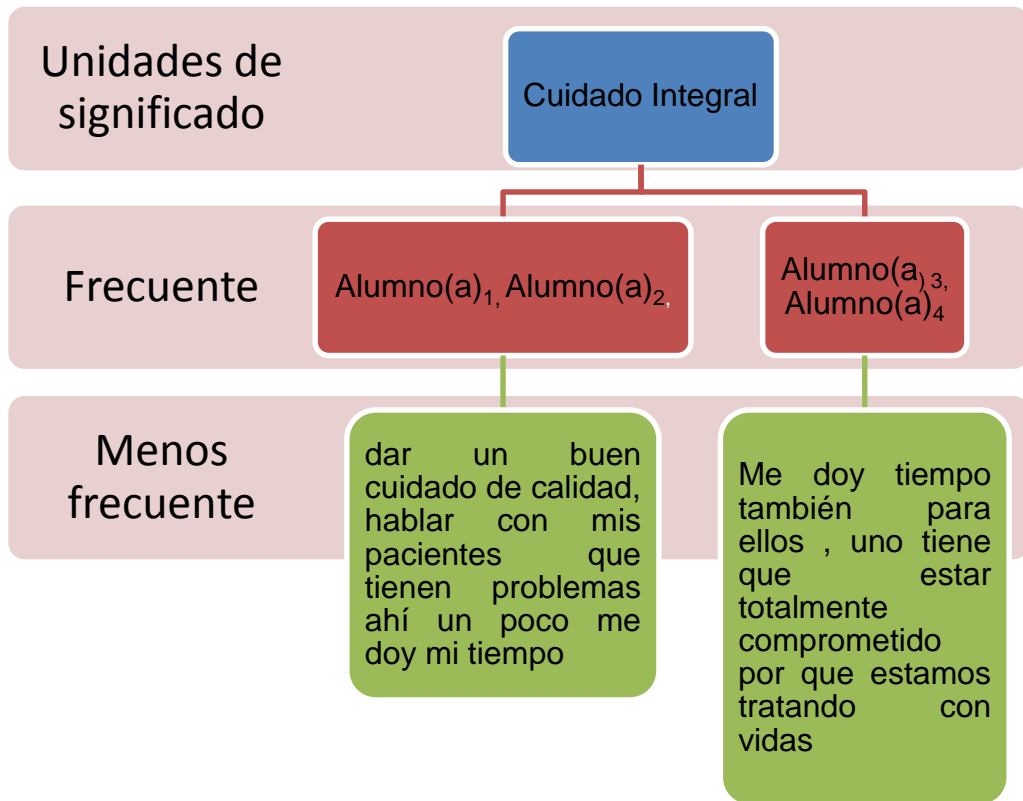 Unidades de
significado
Cuidado Integral
Frecuente
Alumno(a)1, Alumno(a)2,
Alumno(a) 3,
Alumno(a)4
Menos
frecuente
dar un buen
cuidado de calidad,
hablar con mis
pacientes que
tienen problemas
ahí un poco me
doy mi tiempo
Me doy tiempo
también para
ellos , uno tiene
que estar
totalmente
comprometido
por que estamos
tratando con
vidas